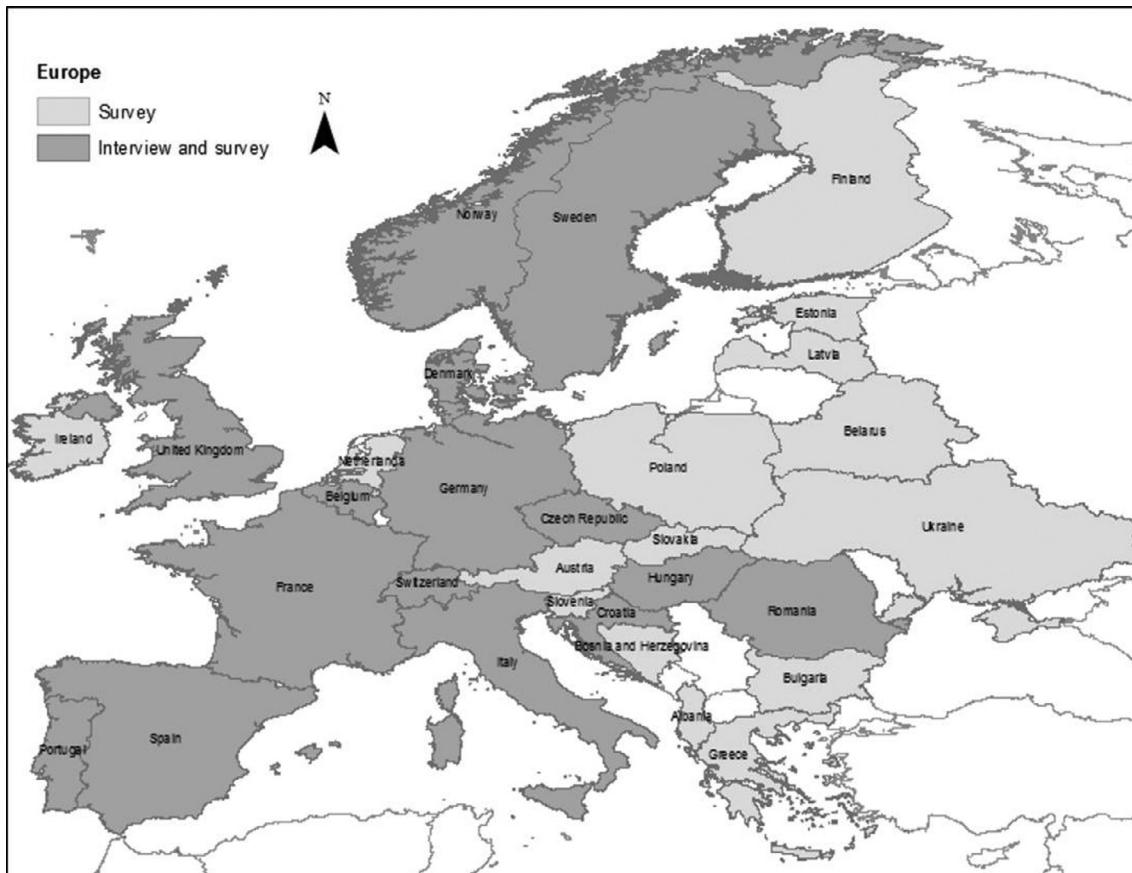 Europe
Survey
Interview and survey
N
Norway
Sweden
Finland
Estonia
Latvia
Denmark
Ireland
United Kingdom
Netherlands
Belarus
Poland
Belgium
Germany
Czech Republic
Ukraine
Slovakia
Austria
France
Switzerland
Hungary
Slovenia
Croatia
Romania
Bosnia and Herzegovina
Italy
Bulgaria
Albania
Spain
Portugal
Greece